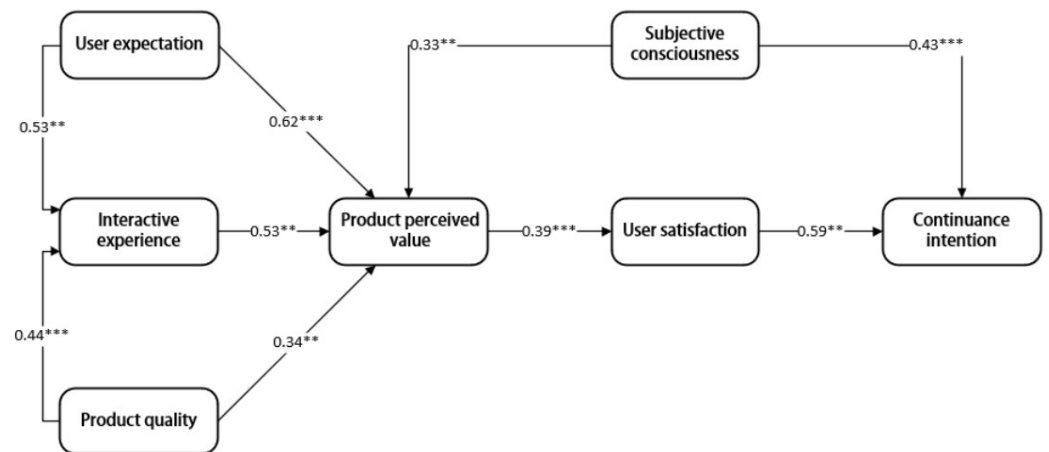 User expectation
Subjective
consciousness
0.33**
0.43***
0.53**
0.62***
Interactive
experience
0.53**
Product perceived
value
0.39***
User satisfaction
0.59**
Continuance
intention
0.44***
0.34**
Product quality